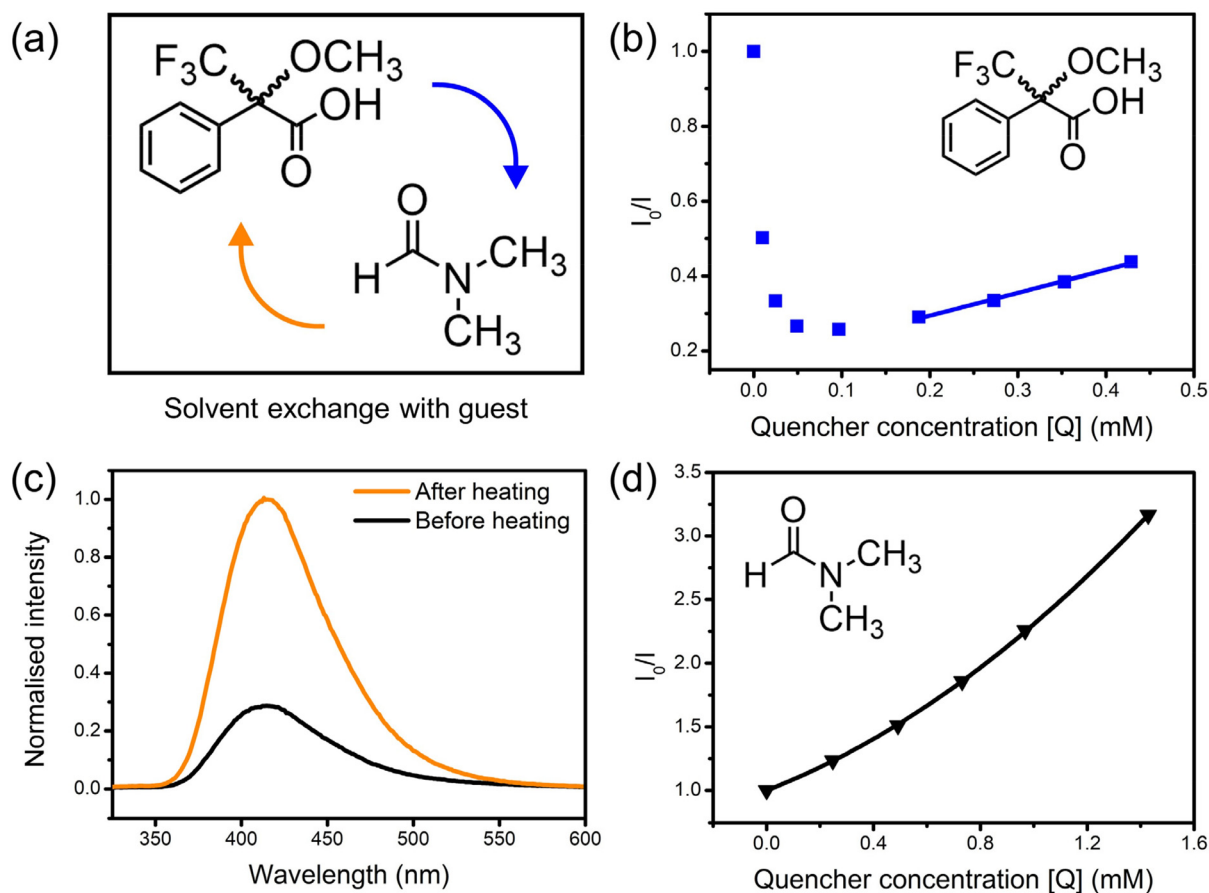 (a)
F₃C
OCH₃
OH
O
O
H
N
CH₃
CH₃
Solvent exchange with guest
(b)
1.0
0.8
0.6
0.4
0.2
I₀/I
F₃C
OCH₃
OH
O
0.0
0.1
0.2
0.3
0.4
0.5
Quencher concentration [Q] (mM)
(c)
1.0
0.8
0.6
0.4
0.2
0.0
Normalised intensity
After heating
Before heating
350
400
450
500
550
600
Wavelength (nm)
(d)
3.5
3.0
2.5
2.0
1.5
1.0
I₀/I
O
H
N
CH₃
CH₃
0.0
0.4
0.8
1.2
1.6
Quencher concentration [Q] (mM)